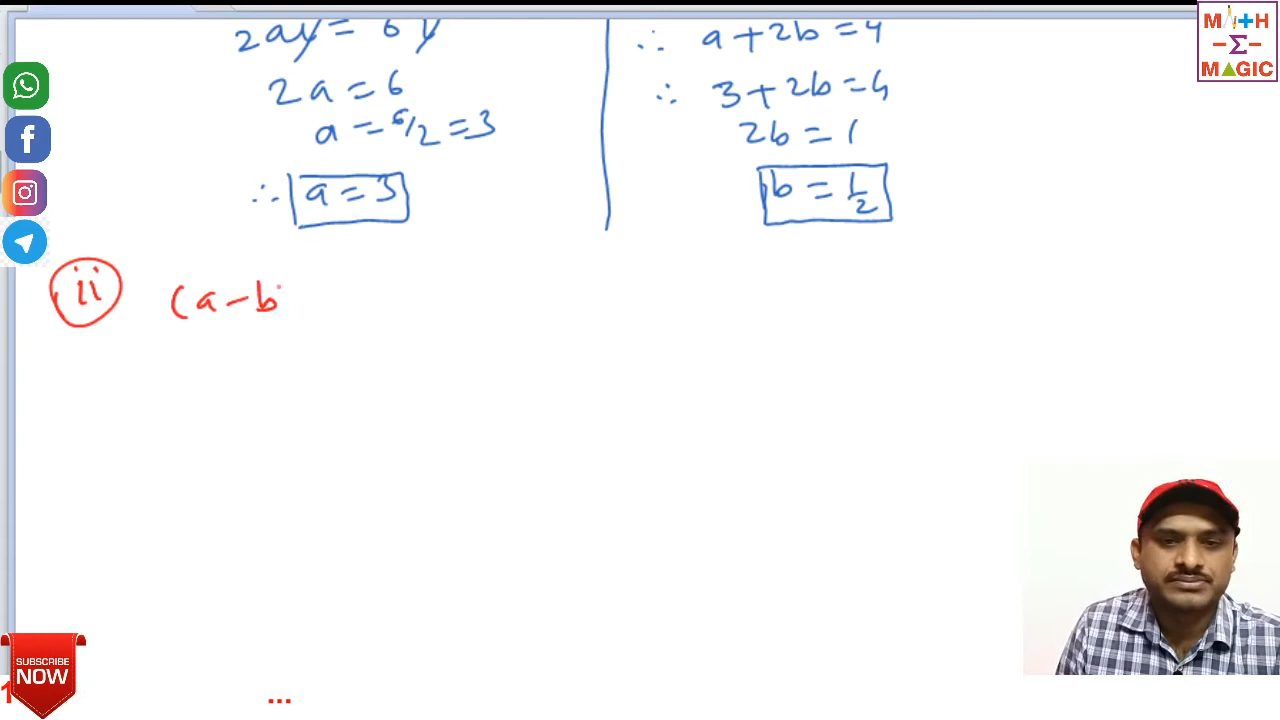 2ay = 6y
2a = 6
a = 6/2 = 3
∴ a = 3
∴ a + 2b = 4
∴ 3 + 2b = 4
2b = 1
b = 1/2
ii (a - b
MATH
-Σ-
MAGIC
SUBSCRIBE
NOW
1
...